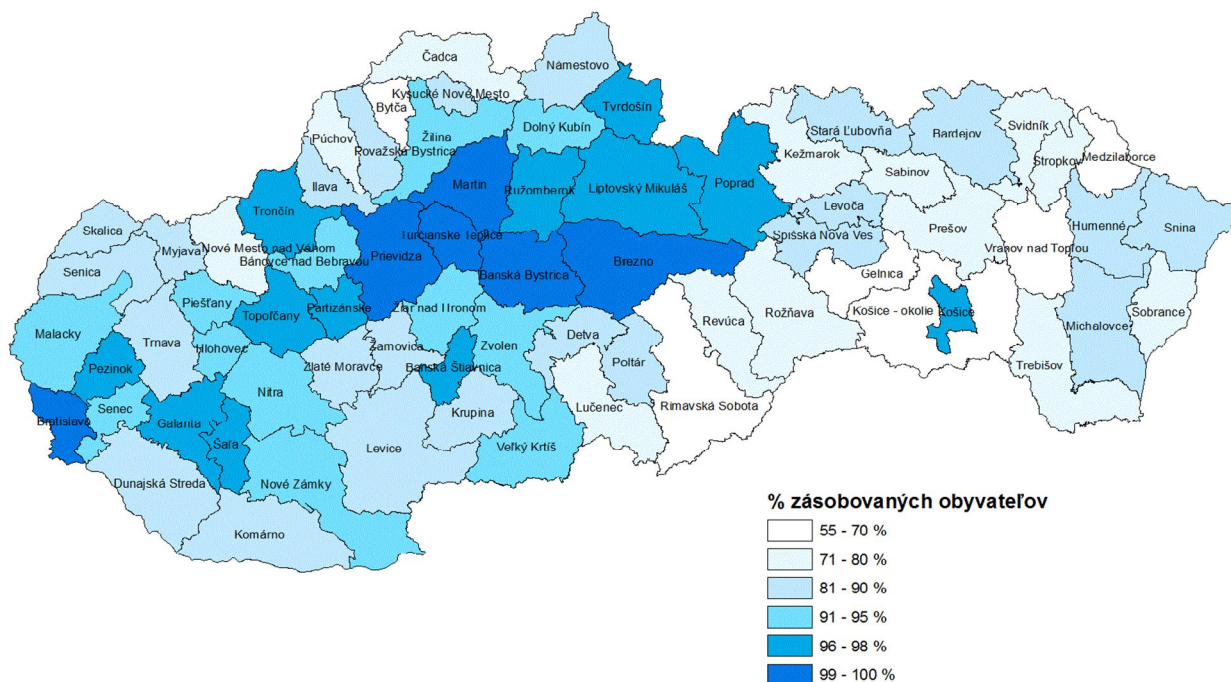 Čadca
Námestovo
Kysucké Nové Mesto
Bytča
Tvrdošín
Púchov
Žilina
Dolný Kubín
Považská Bystrica
Stará Ľubovňa
Bardejov
Svidník
Stropkov
Medzilaborce
Kežmarok
Sabinov
Ilava
Martin
Ružomberok
Liptovský Mikuláš
Poprad
Levoča
Humenné
Snina
Trenčín
Skalica
Myjava
Nové Mesto nad Váhom
Bánovce nad Bebravou
Prievidza
Turčianske Teplice
Banská Bystrica
Brezno
Spišská Nová Ves
Prešov
Vranov nad Topľou
Senica
Gelnica
Piešťany
Topoľčany
Partizánske
Žiar nad Hronom
Košice - okolie
Košice
Sobrance
Malacky
Trnava
Hlohovec
Zlaté Moravce
Žarnovica
Zvolen
Detva
Revúca
Rožňava
Michalovce
Pezinok
Banská Štiavnica
Poltár
Trebišov
Nitra
Bratislava
Senec
Galanta
Šaľa
Krupina
Lučenec
Rimavská Sobota
Levice
Veľký Krtíš
Dunajská Streda
Nové Zámky
Komárno
% zásobovaných obyvateľov
55 - 70 %
71 - 80 %
81 - 90 %
91 - 95 %
96 - 98 %
99 - 100 %